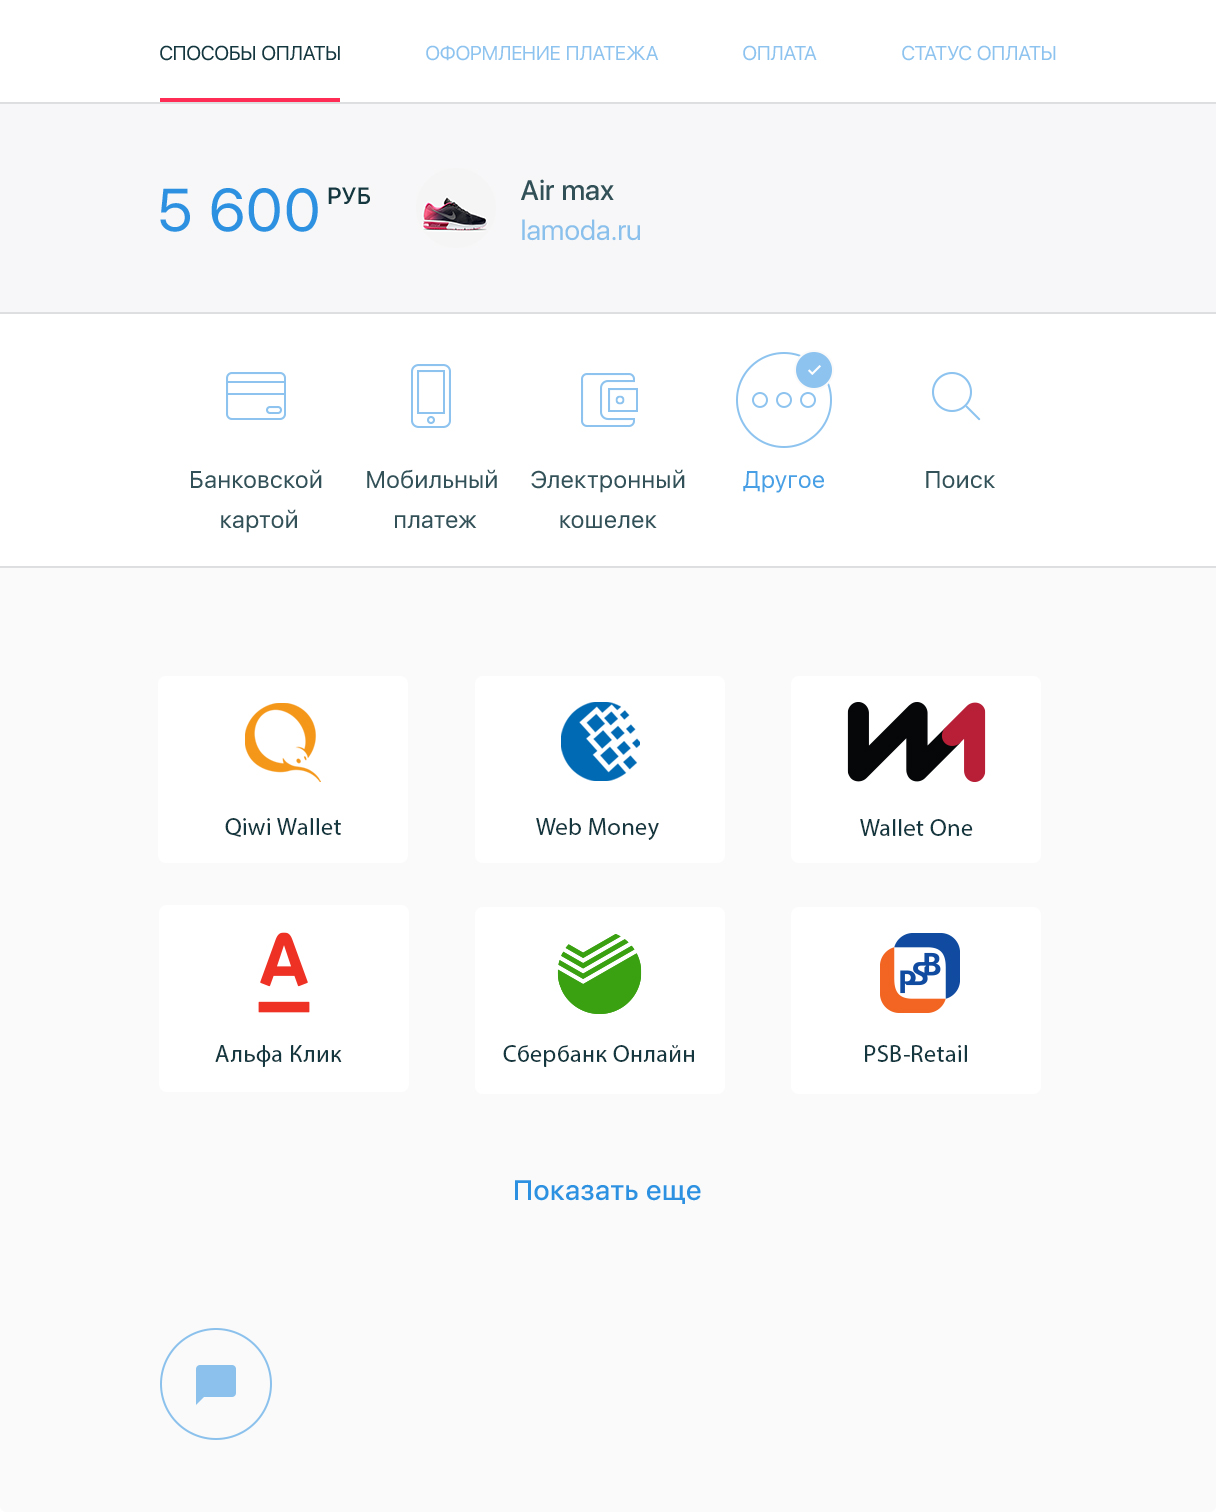 СПОСОБЫ ОПЛАТЫ
ОФОРМЛЕНИЕ ПЛАТЕЖА
ОПЛАТА
СТАТУС ОПЛАТЫ
5 600 РУБ
Air max
lamoda.ru
Банковской
картой
Мобильный
платеж
Электронный
кошелек
Другое
Поиск
Qiwi Wallet
Web Money
Wallet One
А
Альфа Клик
Сбербанк Онлайн
PSB
PSB-Retail
Показать еще